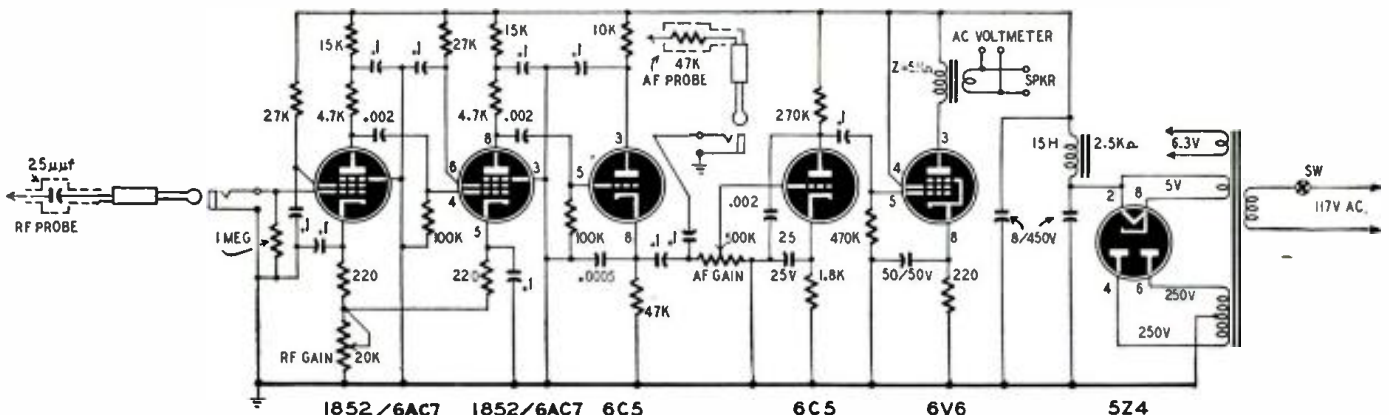 25μμf
RF PROBE
1 MEG
27K
15K
.1
.1
27K
4.7K
.002
.1
.1
220
RF GAIN
20K
100K
1852/6AC7
15K
.1
.1
4.7K
.002
8
6
4
3
5
220
.1
1852/6AC7
10K
3
5
8
100K
.0005
.1
47K
6C5
47K
AF PROBE
.1
AF GAIN
270K
.1
.002
25
25V
1.8K
470K
6C5
AC VOLTMETER
SPKR
3
4
5
8
50/50V
220
6V6
15H
2.5KΩ
8/450V
6.3V
5V
2
8
4
6
250V
250V
5Z4
SW
117V AC.